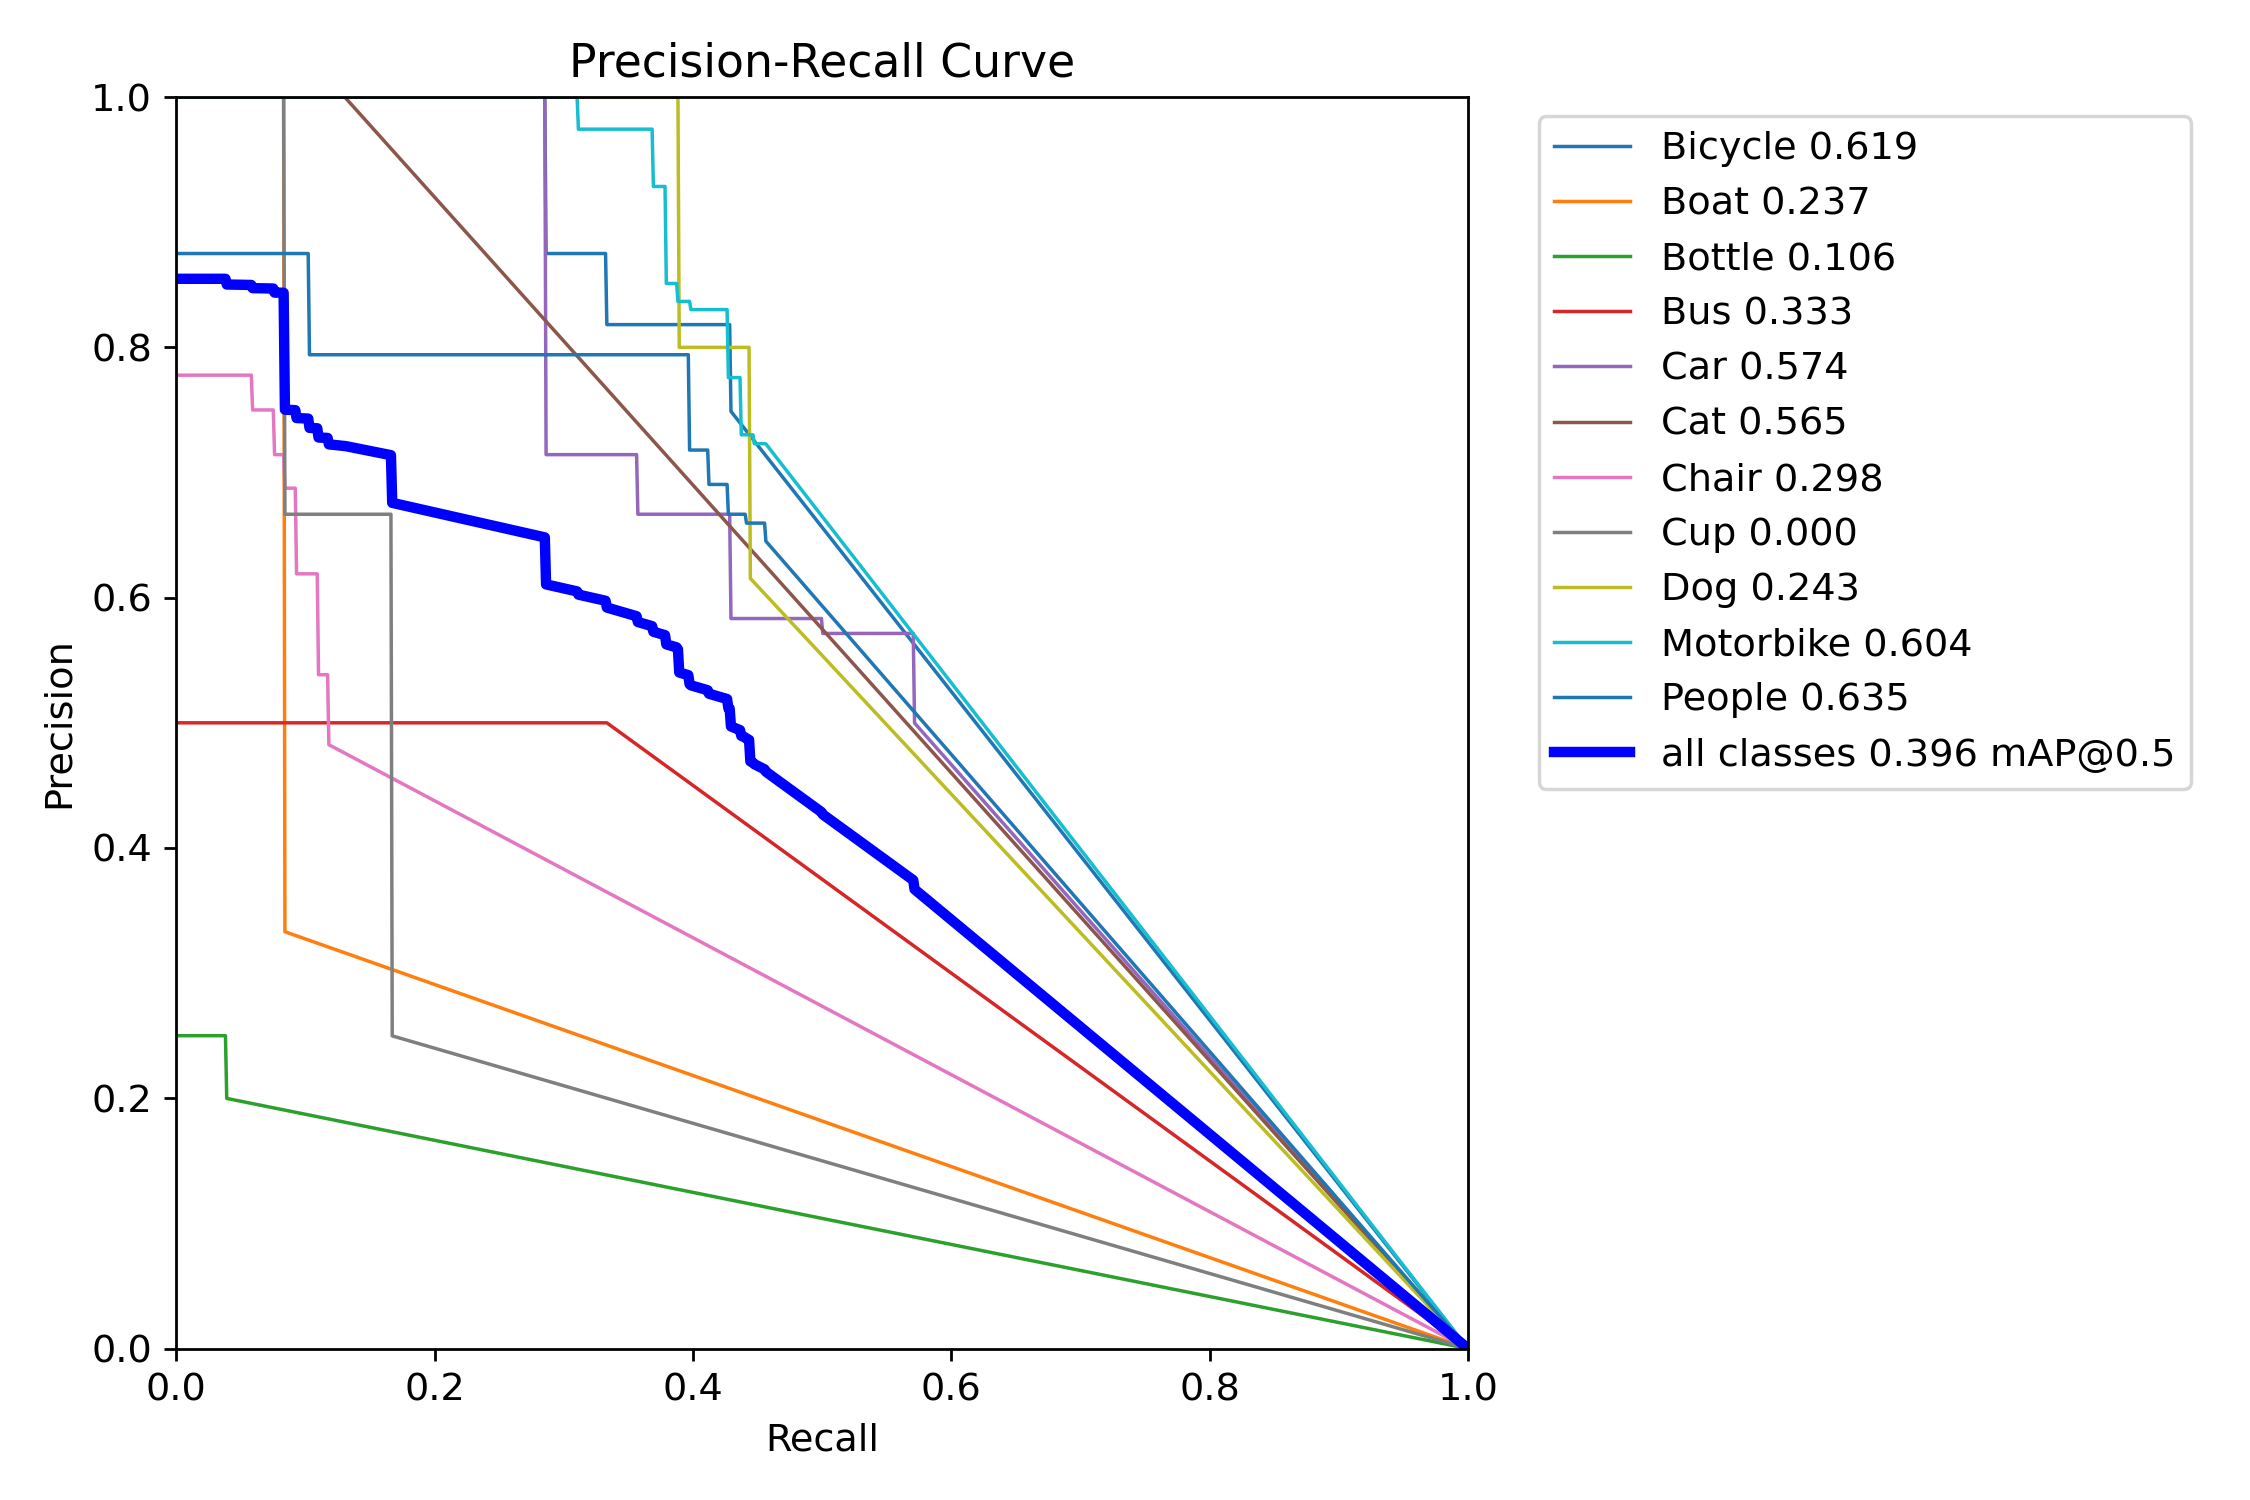 Precision-Recall Curve
1.0
0.8
0.6
0.4
0.2
0.0
Precision
0.0 0.2 0.4 0.6 0.8 1.0
Recall
Bicycle 0.619
Boat 0.237
Bottle 0.106
Bus 0.333
Car 0.574
Cat 0.565
Chair 0.298
Cup 0.000
Dog 0.243
Motorbike 0.604
People 0.635
all classes 0.396 mAP@0.5